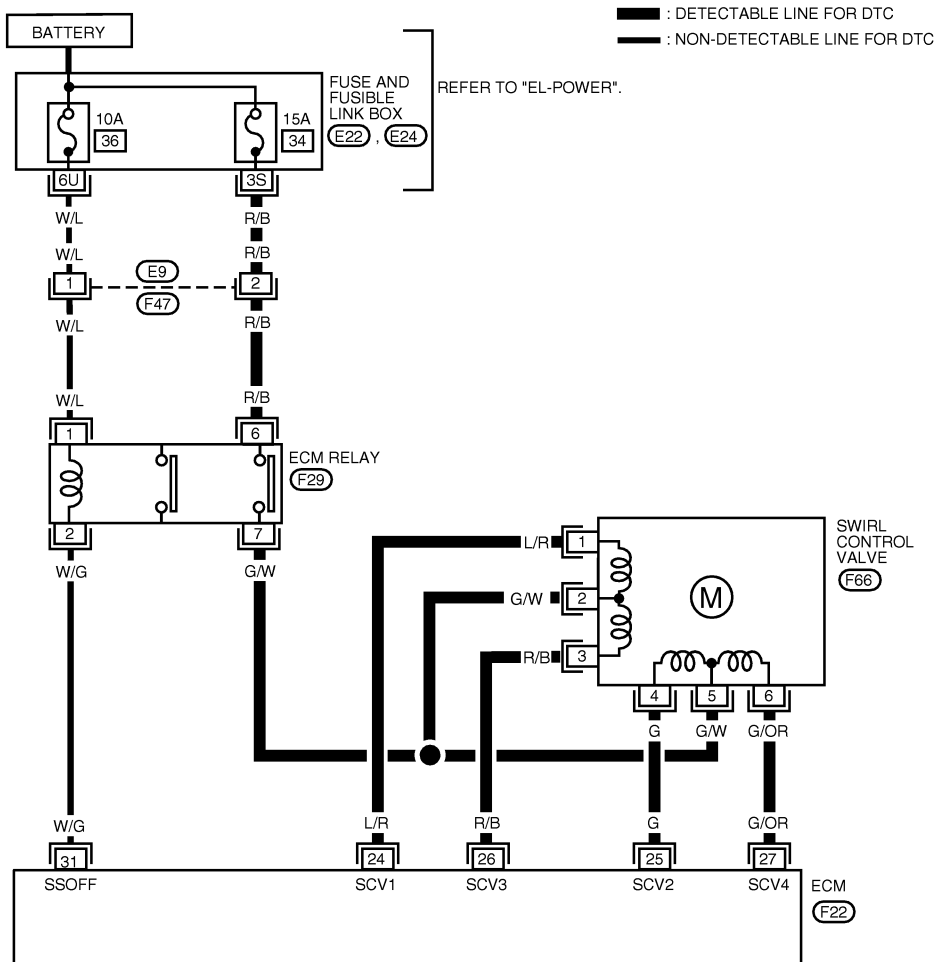 BATTERY
: DETECTABLE LINE FOR DTC
: NON-DETECTABLE LINE FOR DTC
FUSE AND
FUSIBLE
LINK BOX
E22 , E24
REFER TO "EL-POWER".
10A
36
15A
34
6U
3S
W/L
R/B
W/L
R/B
1
E9
2
F47
W/L
R/B
W/L
R/B
1
6
ECM RELAY
F29
2
7
W/G
G/W
L/R
1
G/W
2
R/B
3
M
SWIRL
CONTROL
VALVE
F66
4
5
6
G
G/W
G/OR
W/G
L/R
R/B
G
G/OR
31
24
26
25
27
SSOFF
SCV1
SCV3
SCV2
SCV4
ECM
F22